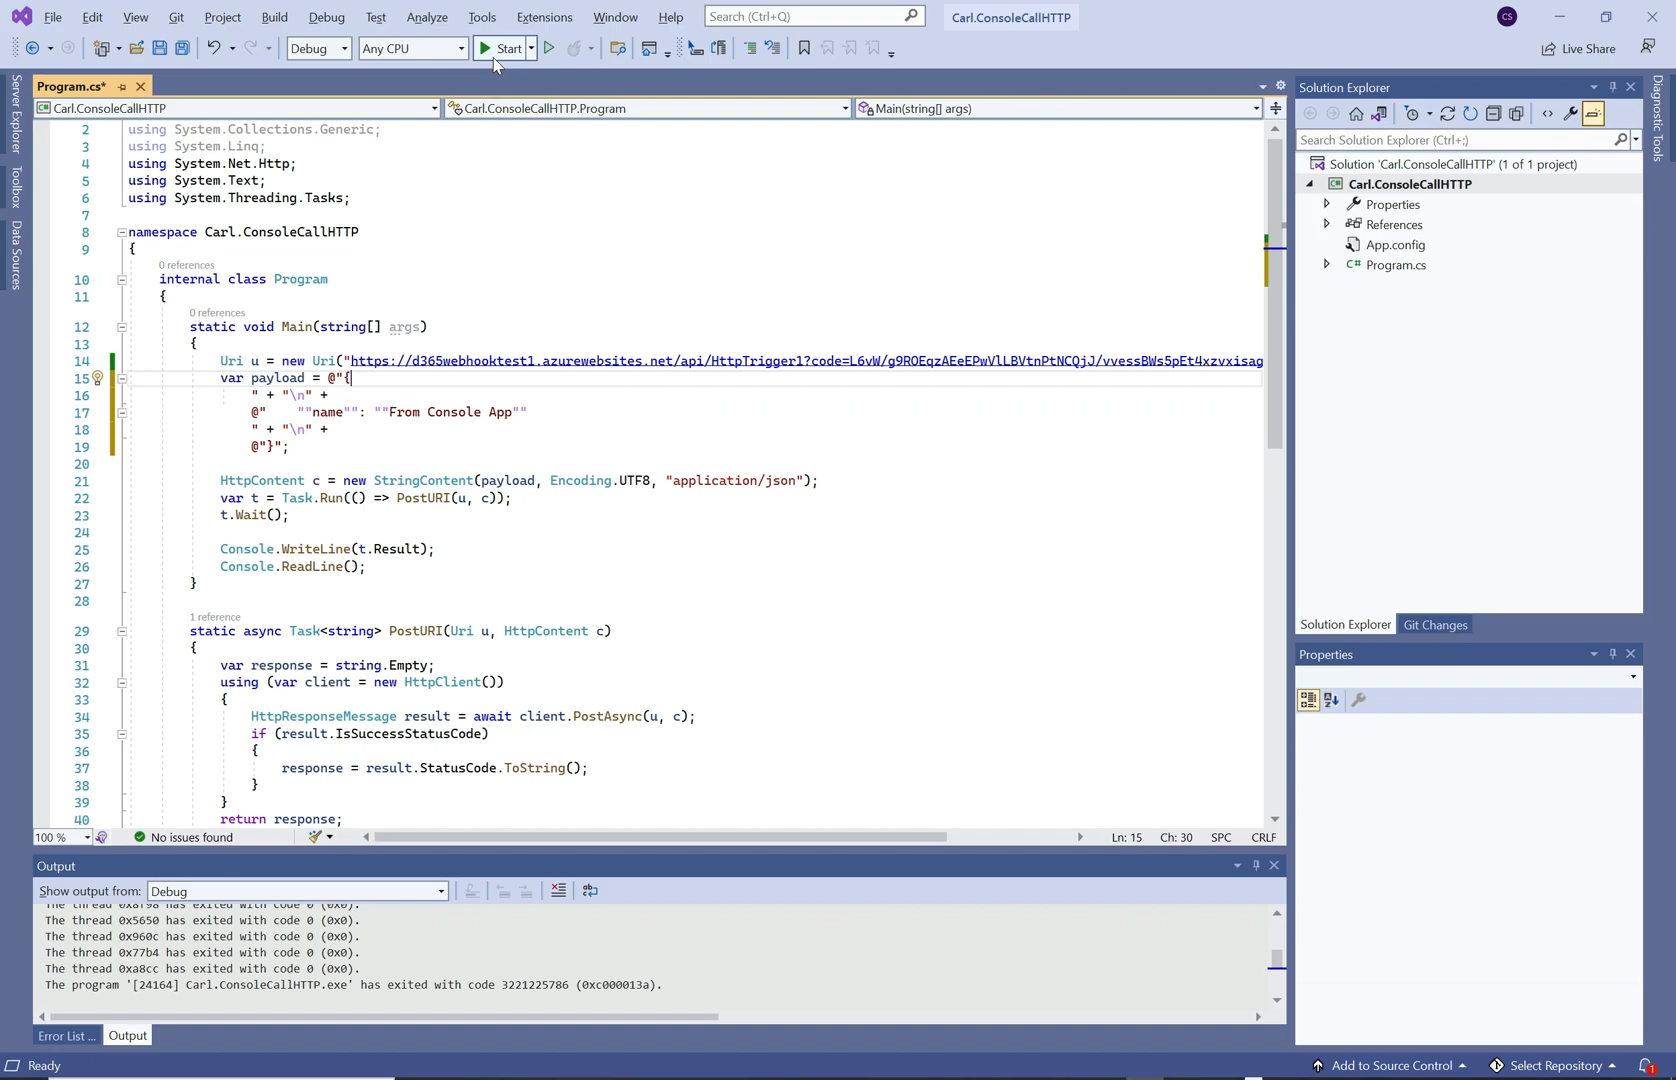 File Edit View Git Project Build Debug Test Analyze Tools Extensions Window Help Search (Ctrl+Q) Carl.ConsoleCallHTTP CS
Debug Any CPU Start Live Share
Program.cs*
Carl.ConsoleCallHTTP Carl.ConsoleCallHTTP.Program Main(string[] args)
2 using System.Collections.Generic;
3 using System.Linq;
4 using System.Net.Http;
5 using System.Text;
6 using System.Threading.Tasks;
7
8 namespace Carl.ConsoleCallHTTP
9 {
0 references
10 internal class Program
11 {
0 references
12 static void Main(string[] args)
13 {
14 Uri u = new Uri("https://d365webhooktest1.azurewebsites.net/api/HttpTrigger1?code=L6vW/g9ROEqzAEeEPwVlLBVtnPtNCQjJ/vvessBWs5pEt4xzvxisag
15 var payload = @"{
16 " + "\n" +
17 @" ""name"": ""From Console App""
18 " + "\n" +
19 @"}";
20
21 HttpContent c = new StringContent(payload, Encoding.UTF8, "application/json");
22 var t = Task.Run(() => PostURI(u, c));
23 t.Wait();
24
25 Console.WriteLine(t.Result);
26 Console.ReadLine();
27 }
28
1 reference
29 static async Task<string> PostURI(Uri u, HttpContent c)
30 {
31 var response = string.Empty;
32 using (var client = new HttpClient())
33 {
34 HttpResponseMessage result = await client.PostAsync(u, c);
35 if (result.IsSuccessStatusCode)
36 {
37 response = result.StatusCode.ToString();
38 }
39 }
40 return response;
100 % No issues found Ln: 15 Ch: 30 SPC CRLF
Output
Show output from: Debug
The thread 0x8f98 has exited with code 0 (0x0).
The thread 0x5650 has exited with code 0 (0x0).
The thread 0x960c has exited with code 0 (0x0).
The thread 0x77b4 has exited with code 0 (0x0).
The thread 0xa8cc has exited with code 0 (0x0).
The program '[24164] Carl.ConsoleCallHTTP.exe' has exited with code 3221225786 (0xc000013a).
Error List ... Output
Ready Add to Source Control Select Repository 1
Server Explorer
Toolbox
Data Sources
Solution Explorer
Search Solution Explorer (Ctrl+;)
Solution 'Carl.ConsoleCallHTTP' (1 of 1 project)
Carl.ConsoleCallHTTP
Properties
References
App.config
C# Program.cs
Solution Explorer Git Changes
Properties
Diagnostic Tools